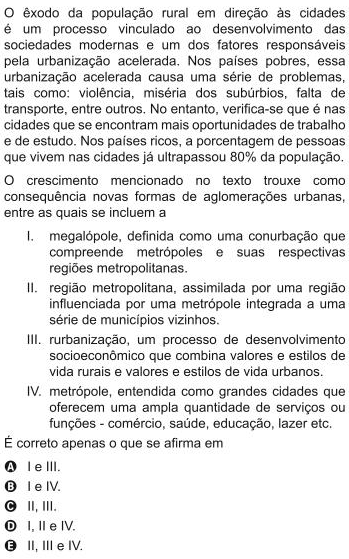 O êxodo da população rural em direção às cidades
é um processo vinculado ao desenvolvimento das
sociedades modernas e um dos fatores responsáveis
pela urbanização acelerada. Nos países pobres, essa
urbanização acelerada causa uma série de problemas,
tais como: violência, miséria dos subúrbios, falta de
transporte, entre outros. No entanto, verifica-se que é nas
cidades que se encontram mais oportunidades de trabalho
e de estudo. Nos países ricos, a porcentagem de pessoas
que vivem nas cidades já ultrapassou 80% da população.
O crescimento mencionado no texto trouxe como
consequência novas formas de aglomerações urbanas,
entre as quais se incluem a
I. megalópole, definida como uma conurbação que
compreende metrópoles e suas respectivas
regiões metropolitanas.
II. região metropolitana, assimilada por uma região
influenciada por uma metrópole integrada a uma
série de municípios vizinhos.
III. rurbanização, um processo de desenvolvimento
socioeconômico que combina valores e estilos de
vida rurais e valores e estilos de vida urbanos.
IV. metrópole, entendida como grandes cidades que
oferecem uma ampla quantidade de serviços ou
funções - comércio, saúde, educação, lazer etc.
É correto apenas o que se afirma em
A I e III.
B I e IV.
C II, III.
D I, II e IV.
E II, III e IV.